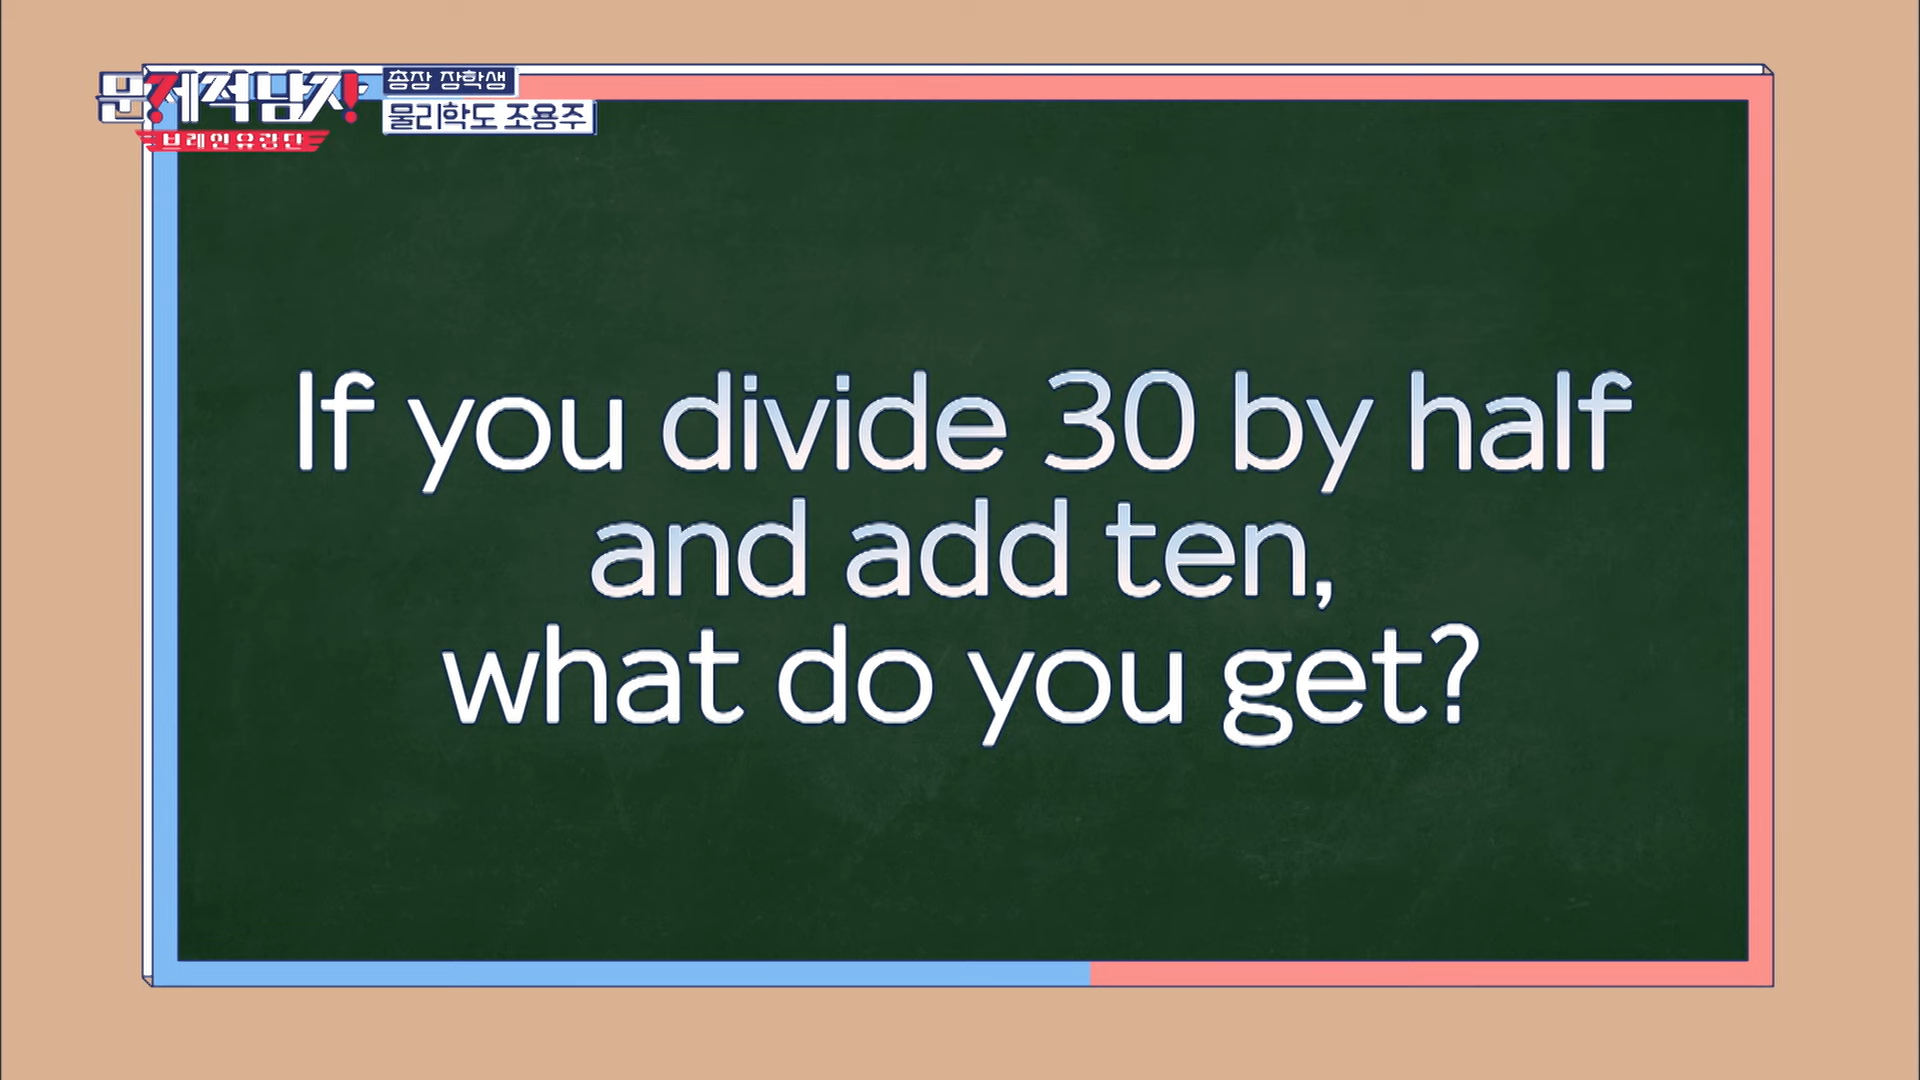 문제적남자!
브레인유랑단
총장 장학생
물리학도 조용주
If you divide 30 by half
and add ten,
what do you get?